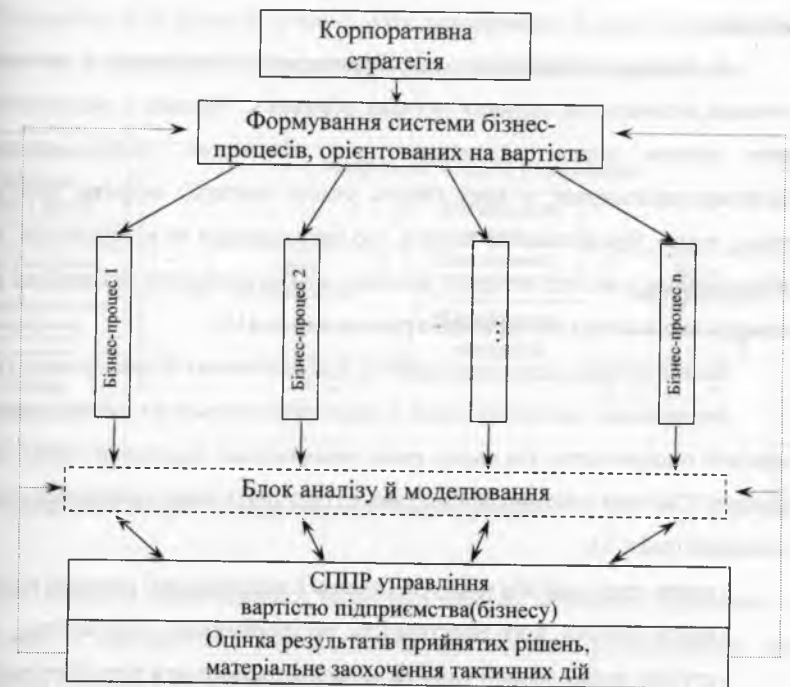 Корпоративна
стратегія
Формування системи бізнес-
процесів, орієнтованих на вартість
Бізнес-процес 1
Бізнес-процес 2
...
Бізнес-процес n
Блок аналізу й моделювання
СППР управління
вартістю підприємства(бізнесу)
Оцінка результатів прийнятих рішень,
матеріальне заохочення тактичних дій